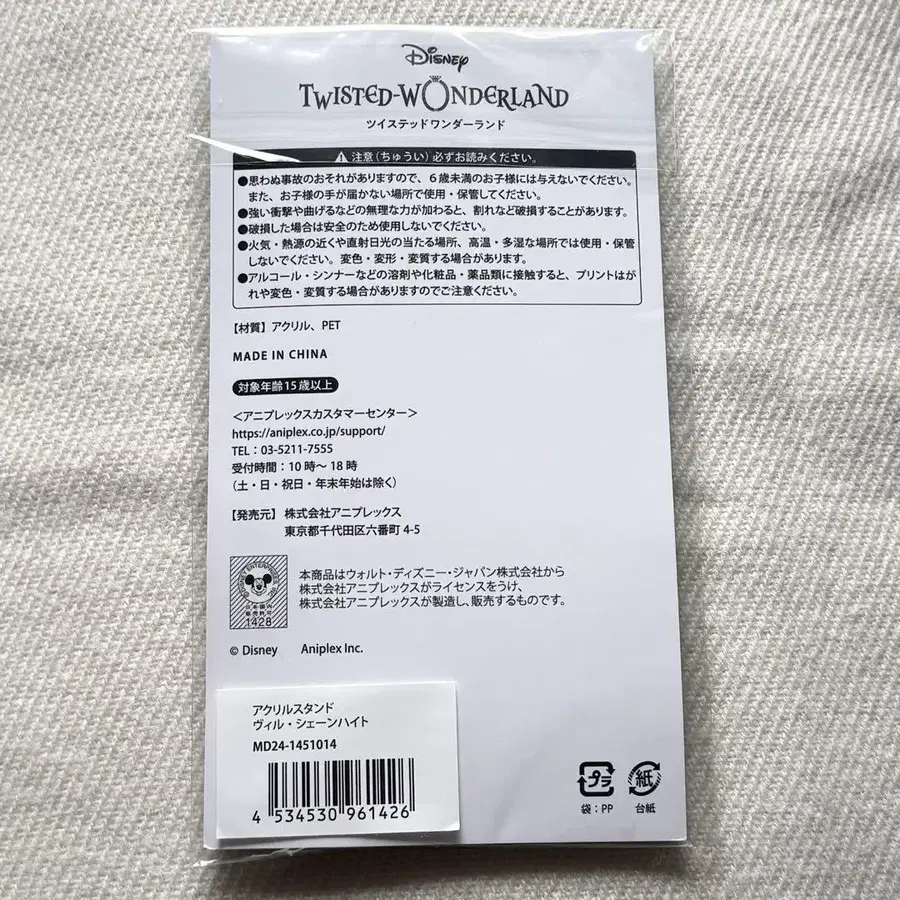 Disney
TWISTED-WONDERLAND
ツイステッドワンダーランド
注意（ちゅうい）必ずお読みください。
●思わぬ事故のおそれがありますので、６歳未満のお子様には与えないでください。
また、お子様の手が届かない場所で使用・保管してください。
●強い衝撃や曲げるなどの無理な力が加わると、割れなど破損することがあります。
●破損した場合は安全のため使用しないでください。
●火気・熱源の近くや直射日光の当たる場所、高温・多湿な場所では使用・保管
しないでください。変色・変形・変質する場合があります。
●アルコール・シンナーなどの溶剤や化粧品・薬品類に接触すると、プリントはが
れや変色・変質する場合がありますのでご注意ください。
【材質】アクリル、PET
MADE IN CHINA
対象年齢15歳以上
＜アニプレックスカスタマーセンター＞
https://aniplex.co.jp/support/
TEL：03-5211-7555
受付時間：10時～18時
（土・日・祝日・年末年始は除く）
【発売元】株式会社アニプレックス
東京都千代田区六番町 4-5
本商品はウォルト・ディズニー・ジャパン株式会社から
株式会社アニプレックスがライセンスをうけ、
株式会社アニプレックスが製造し、販売するものです。
日本国内
販売許可
1428
© Disney Aniplex Inc.
アクリルスタンド
ヴィル・シェーンハイト
MD24-1451014
4 534530 961426
プラ
袋：PP
紙
台紙